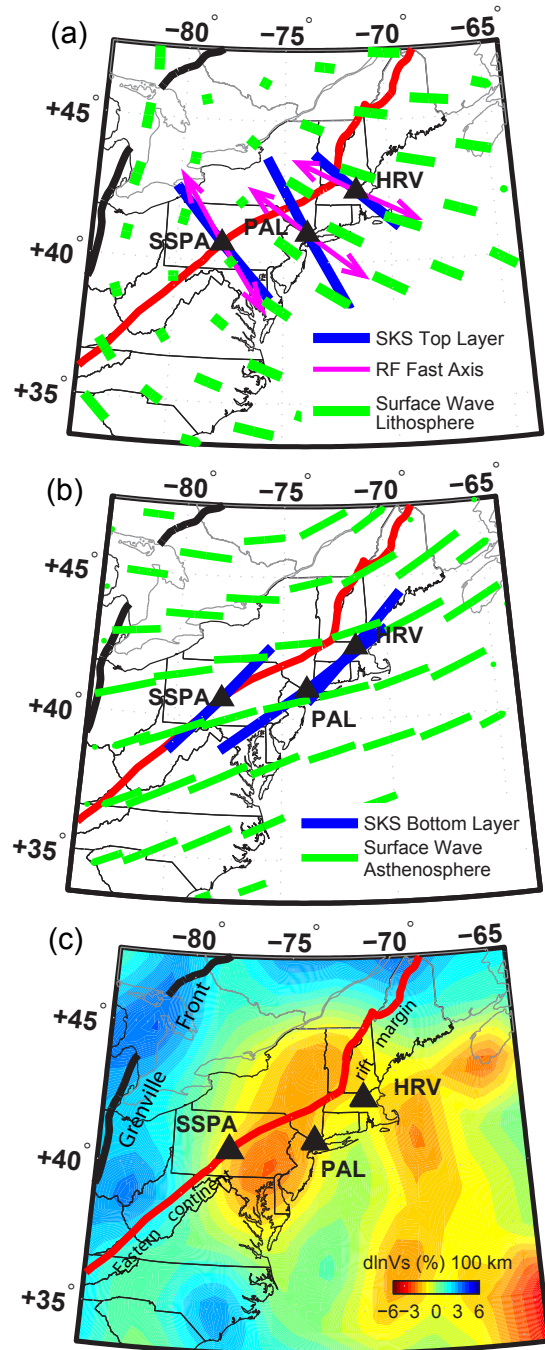 (a)
−80°
−75°
−70°
−65°
+45°
+40°
+35°
HRV
PAL
SSPA
SKS Top Layer
RF Fast Axis
Surface Wave
Lithosphere
(b)
−80°
−75°
−70°
−65°
+45°
+40°
+35°
HRV
SSPA
PAL
SKS Bottom Layer
Surface Wave
Asthenosphere
(c)
−80°
−75°
−70°
−65°
+45°
+40°
+35°
Grenville Front
Eastern continent rift margin
HRV
SSPA
PAL
dlnVs (%) 100 km
−6−3 0 3 6